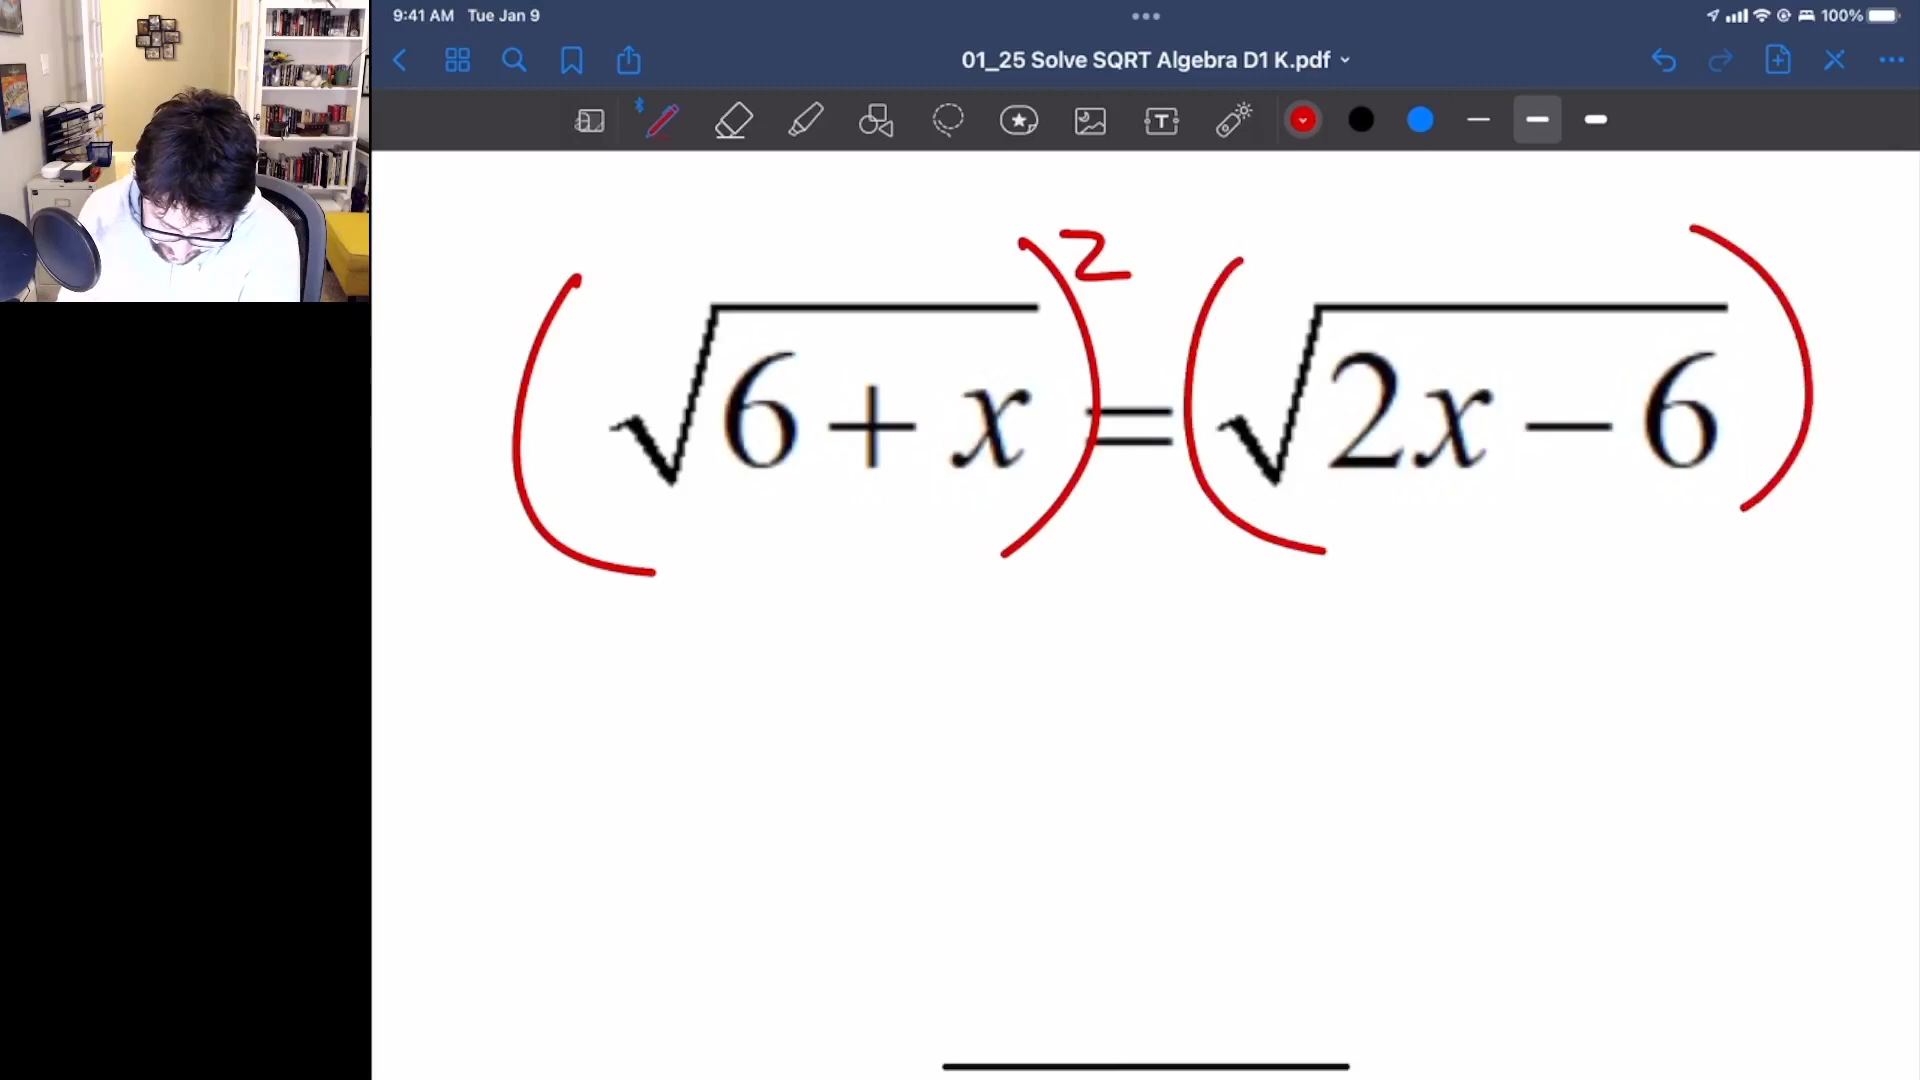 9:41 AM Tue Jan 9
100%
01_25 Solve SQRT Algebra D1 K.pdf
(√(6 + x))² = (√(2x − 6))